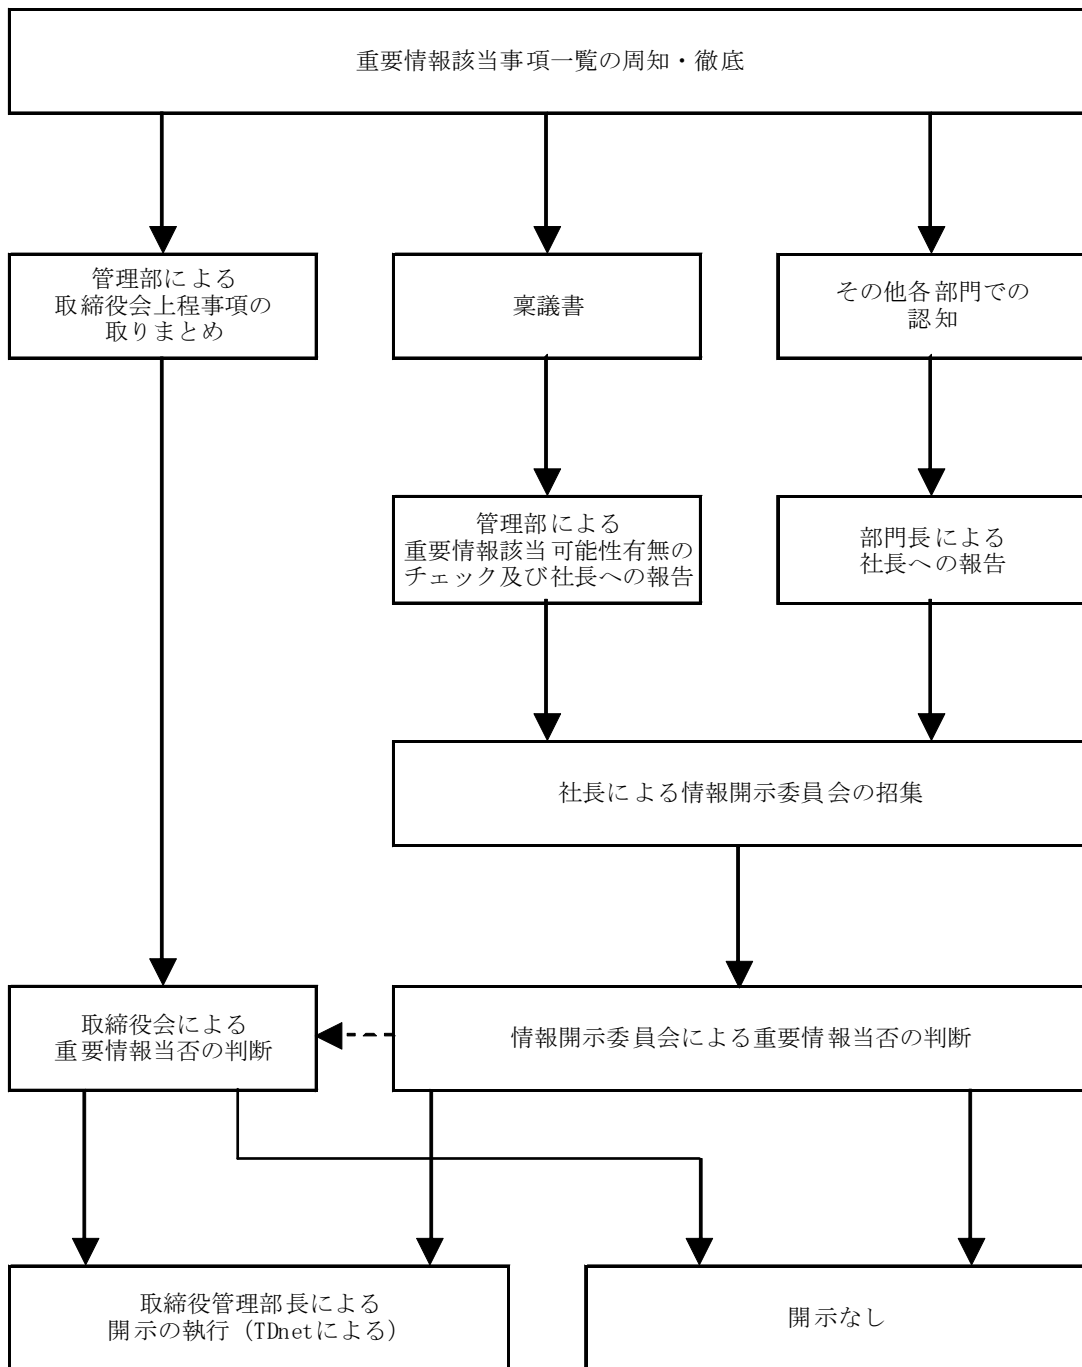 重要情報該当事項一覧の周知・徹底
管理部による
取締役会上程事項の
取りまとめ
稟議書
その他各部門での
認知
管理部による
重要情報該当可能性有無の
チェック及び社長への報告
部門長による
社長への報告
社長による情報開示委員会の招集
取締役会による
重要情報当否の判断
情報開示委員会による重要情報当否の判断
取締役管理部長による
開示の執行（TDnetによる）
開示なし